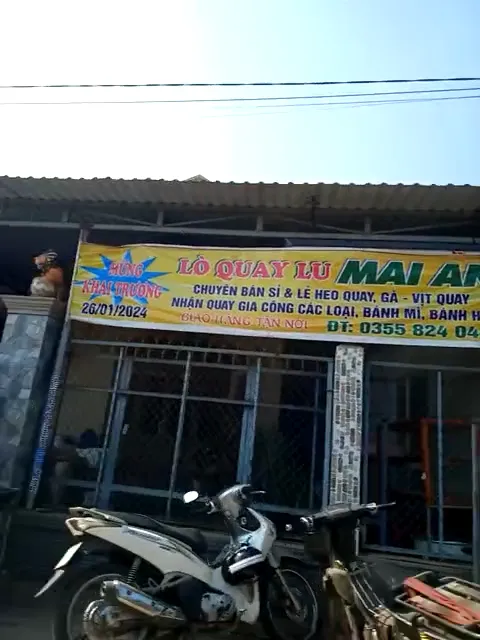 MỪNG
KHAI TRƯƠNG
26/01/2024
LÒ QUAY LU MAI AN
CHUYÊN BÁN SỈ & LẺ HEO QUAY, GÀ - VỊT QUAY
NHẬN QUAY GIA CÔNG CÁC LOẠI, BÁNH MÌ, BÁNH H
GIAO HÀNG TẬN NƠI
ĐT: 0355 824 04